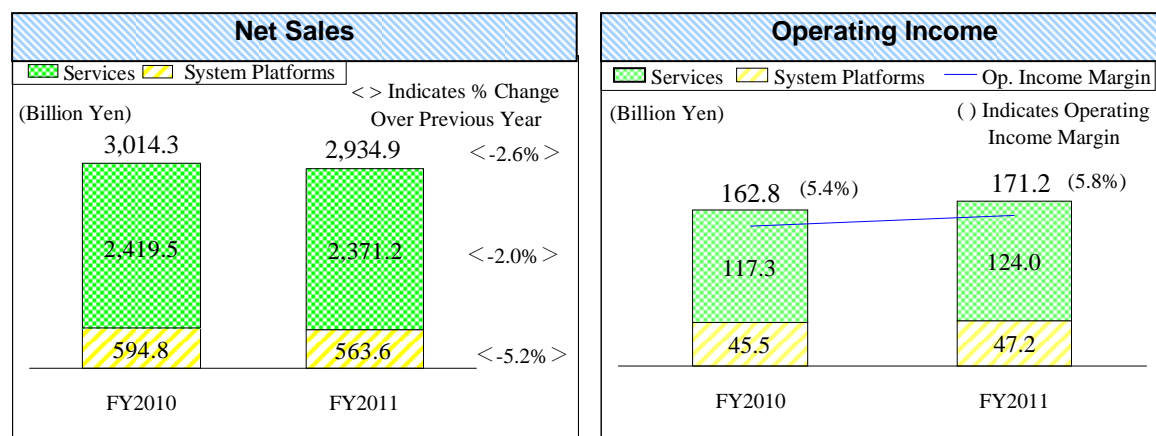 Net Sales
Services System Platforms
< > Indicates % Change
Over Previous Year
(Billion Yen)
3,014.3 2,934.9 <-2.6%>
2,419.5 2,371.2 <-2.0%>
594.8 563.6 <-5.2%>
FY2010 FY2011
Operating Income
Services System Platforms Op. Income Margin
(Billion Yen) ( ) Indicates Operating
Income Margin
162.8 (5.4%) 171.2 (5.8%)
117.3 124.0
45.5 47.2
FY2010 FY2011